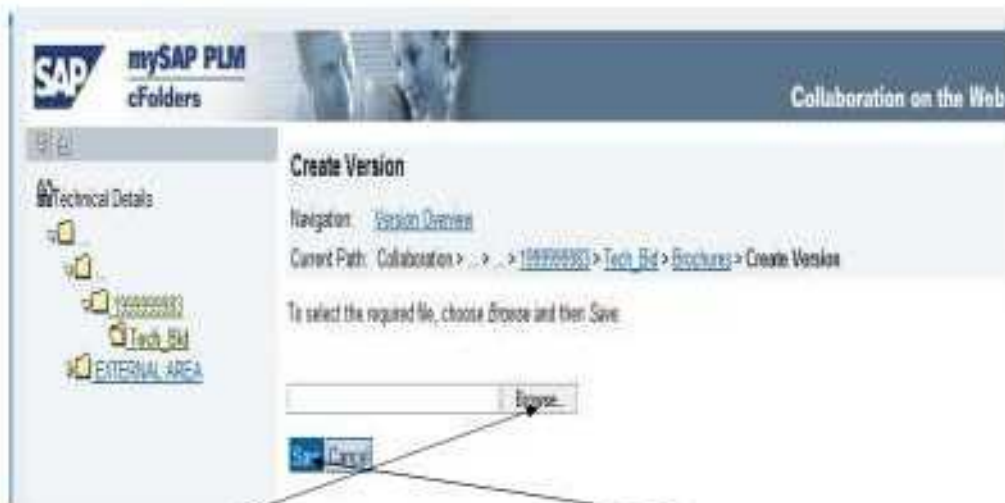 SAP
mySAP PLM
cFolders
Collaboration on the Web
Technical Details
...
...
Tech_Bid
EXTERNAL AREA
Create Version
Navigation: Version Overview
Current Path: Collaboration > ... > ... > > Tech_Bid > Brochures > Create Version
To select the required file, choose Browse and then Save.
Browse...
Save Cancel